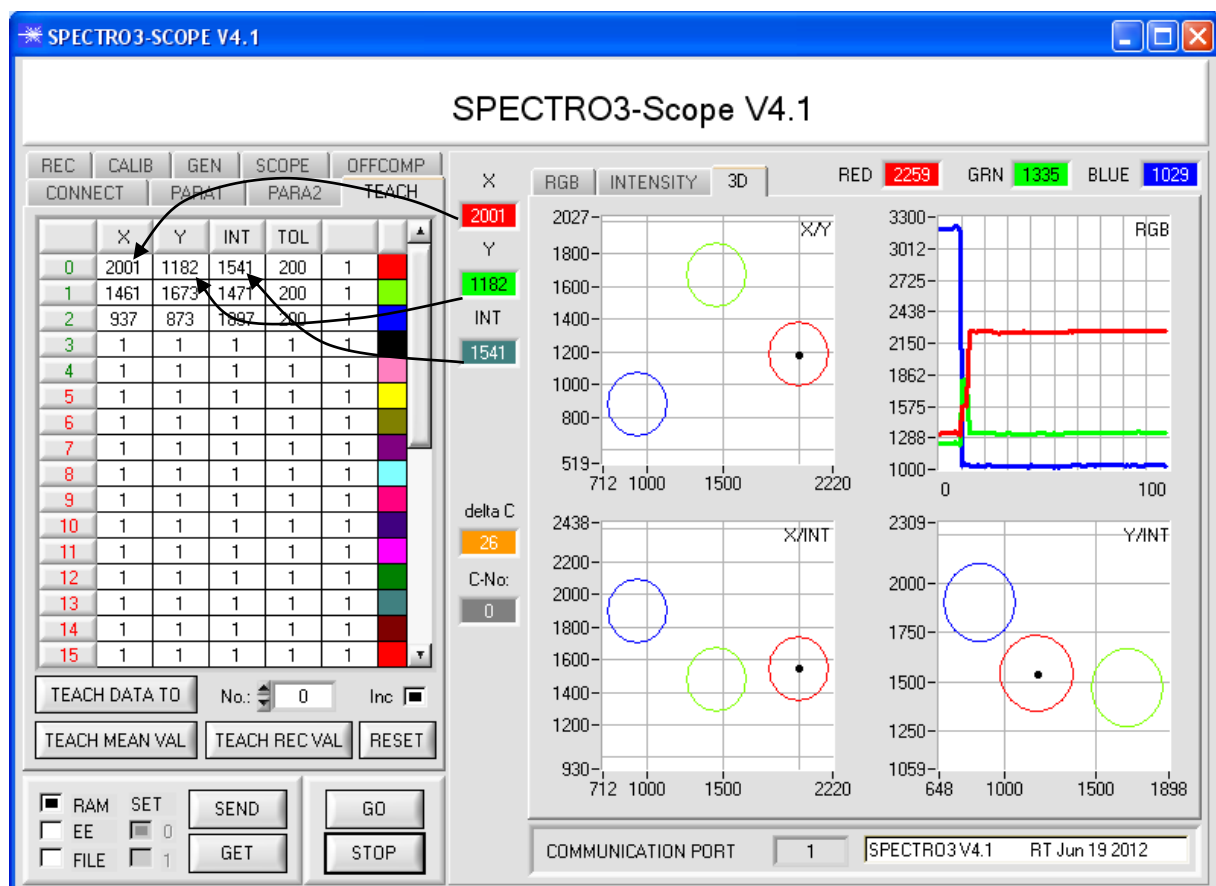 SPECTRO3-SCOPE V4.1
SPECTRO3-Scope V4.1
REC CALIB GEN SCOPE OFFCOMP
CONNECT PARA1 PARA2 TEACH
X Y INT TOL
0 2001 1182 1541 200 1
1 1461 1673 1471 200 1
2 937 873 1897 200 1
3 1 1 1 1 1
4 1 1 1 1 1
5 1 1 1 1 1
6 1 1 1 1 1
7 1 1 1 1 1
8 1 1 1 1 1
9 1 1 1 1 1
10 1 1 1 1 1
11 1 1 1 1 1
12 1 1 1 1 1
13 1 1 1 1 1
14 1 1 1 1 1
15 1 1 1 1 1
TEACH DATA TO No.: 0 Inc
TEACH MEAN VAL TEACH REC VAL RESET
RAM SET SEND GO
EE 0
FILE 1 GET STOP
X
2001
Y
1182
INT
1541
delta C
26
C-No:
0
RGB INTENSITY 3D RED 2259 GRN 1335 BLUE 1029
X/Y
2027
1800
1600
1400
1200
1000
800
519
712 1000 1500 2220
RGB
3300
3012
2725
2438
2150
1862
1575
1288
1000
0 100
X/INT
2438
2200
2000
1800
1600
1400
1200
930
712 1000 1500 2220
Y/INT
2309
2000
1750
1500
1250
1059
648 1000 1500 1898
COMMUNICATION PORT 1 SPECTRO3 V4.1 RT Jun 19 2012